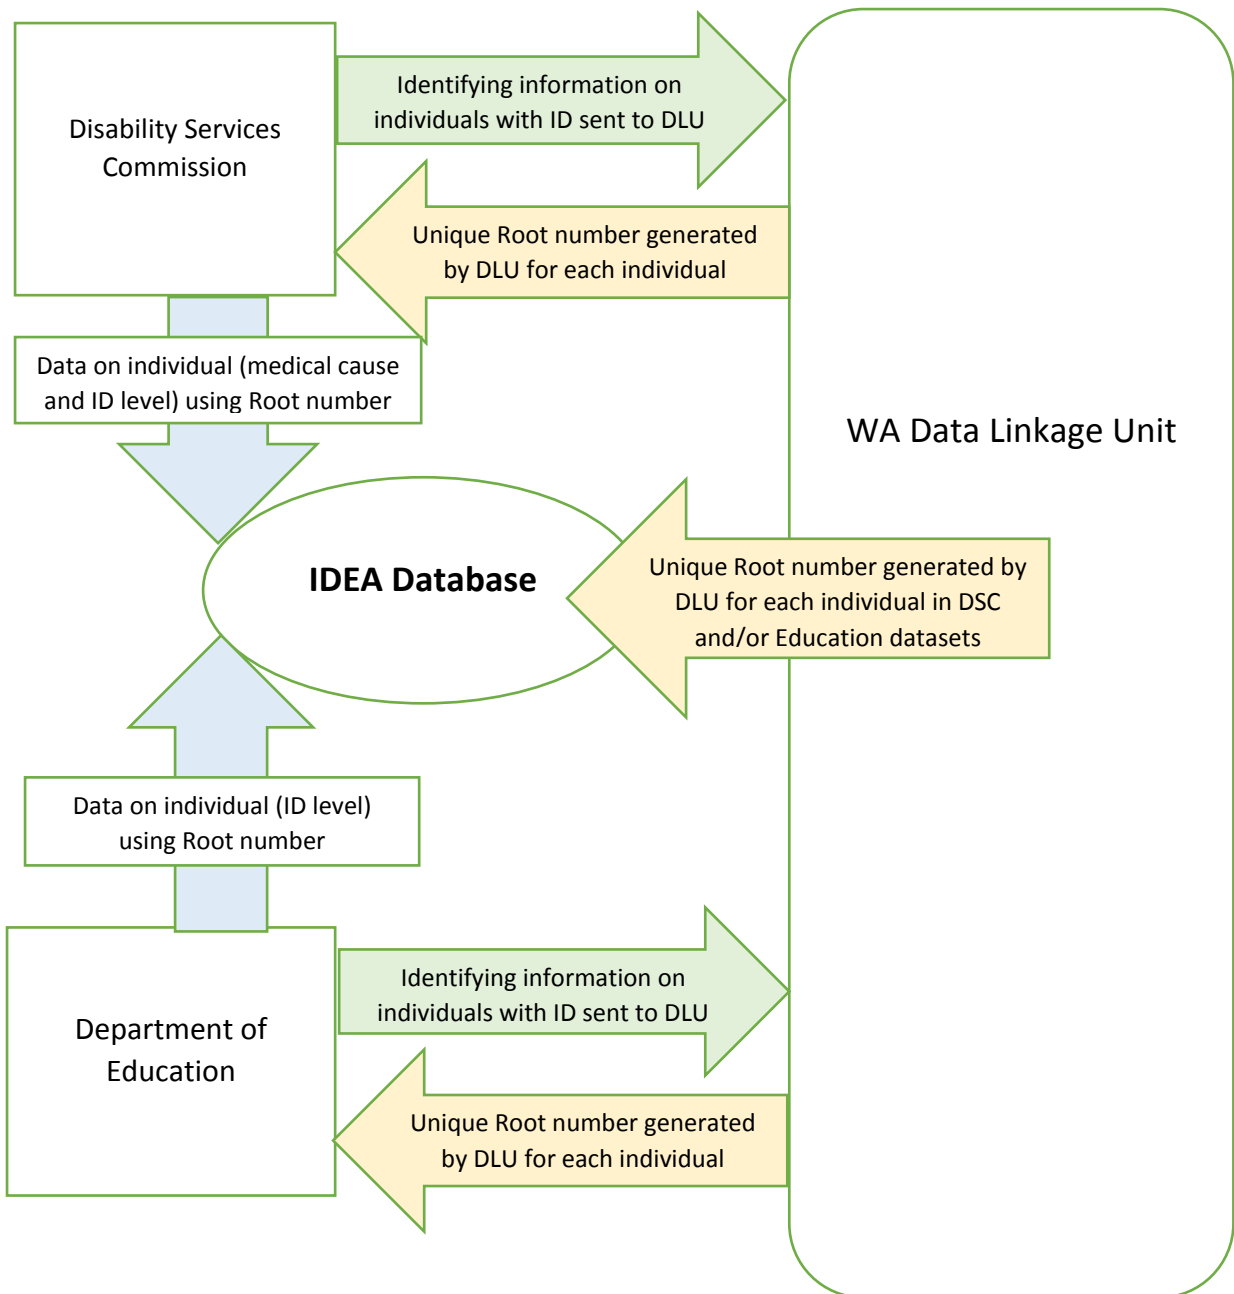 Identifying information on
individuals with ID sent to DLU
Disability Services
Commission
Unique Root number generated
by DLU for each individual
Data on individual (medical cause
and ID level) using Root number
WA Data Linkage Unit
IDEA Database
Unique Root number generated by
DLU for each individual in DSC
and/or Education datasets
Data on individual (ID level)
using Root number
Identifying information on
individuals with ID sent to DLU
Department of
Education
Unique Root number generated
by DLU for each individual